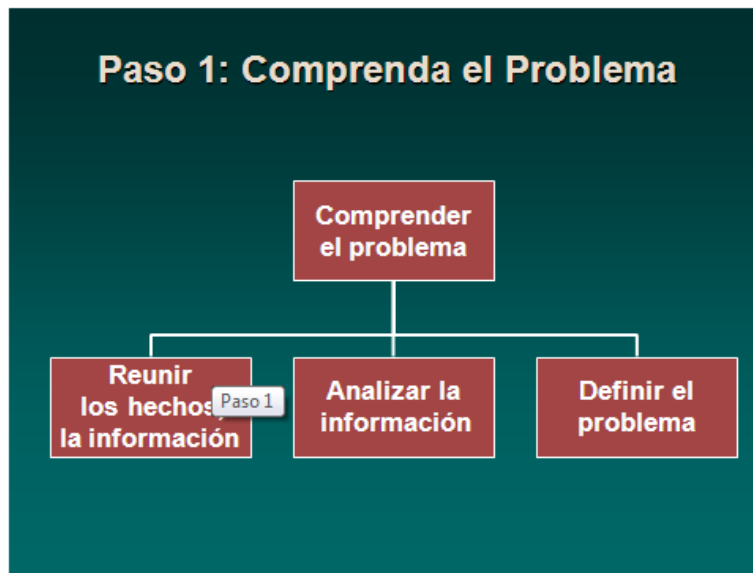 Paso 1: Comprenda el Problema
Comprender
el problema
Reunir
los hechos,
la información
Paso 1
Analizar la
información
Definir el
problema